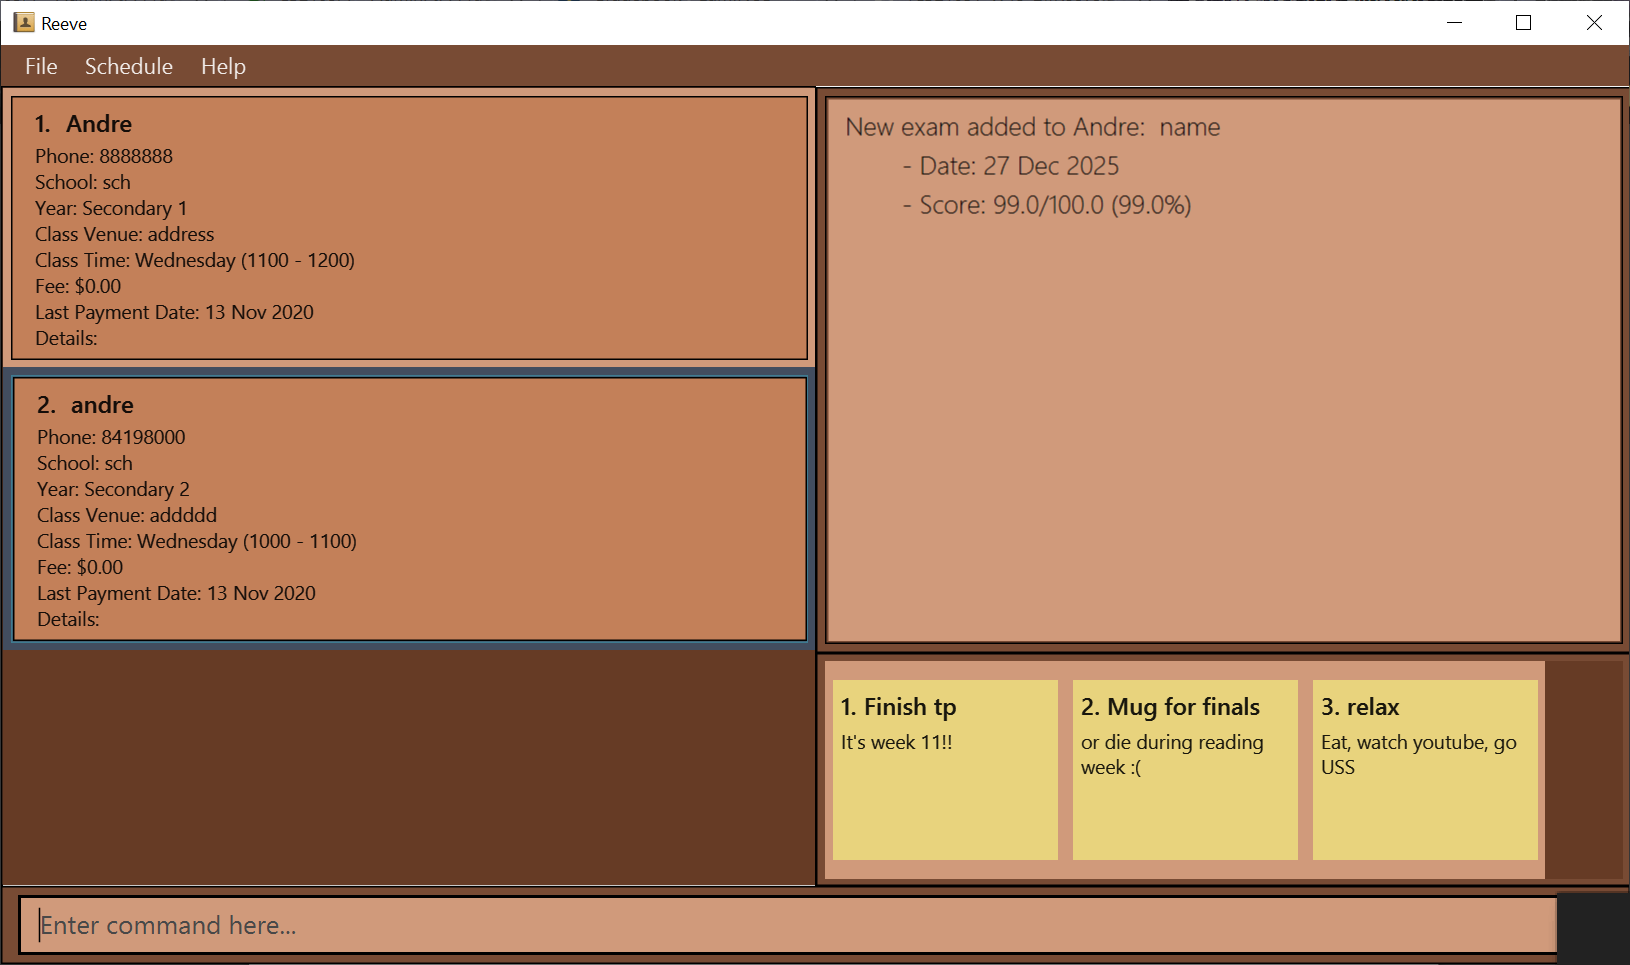 Reeve
File Schedule Help
1. Andre
Phone: 8888888
School: sch
Year: Secondary 1
Class Venue: address
Class Time: Wednesday (1100 - 1200)
Fee: $0.00
Last Payment Date: 13 Nov 2020
Details:
2. andre
Phone: 84198000
School: sch
Year: Secondary 2
Class Venue: addddd
Class Time: Wednesday (1000 - 1100)
Fee: $0.00
Last Payment Date: 13 Nov 2020
Details:
New exam added to Andre: name
- Date: 27 Dec 2025
- Score: 99.0/100.0 (99.0%)
1. Finish tp
It's week 11!!
2. Mug for finals
or die during reading
week :(
3. relax
Eat, watch youtube, go
USS
Enter command here...